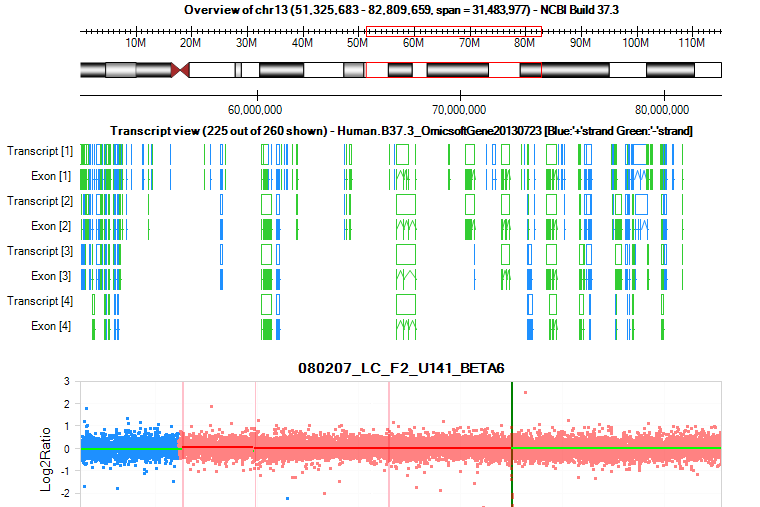 Overview of chr13 (51,325,683 - 82,809,659, span = 31,483,977) - NCBI Build 37.3
10M 20M 30M 40M 50M 60M 70M 80M 90M 100M 110M
60,000,000 70,000,000 80,000,000
Transcript view (225 out of 260 shown) - Human.B37.3_OmicsoftGene20130723 [Blue:'+'strand Green:'-'strand]
Transcript [1]
Exon [1]
Transcript [2]
Exon [2]
Transcript [3]
Exon [3]
Transcript [4]
Exon [4]
080207_LC_F2_U141_BETA6
3
2
1
0
-1
-2
Log2Ratio